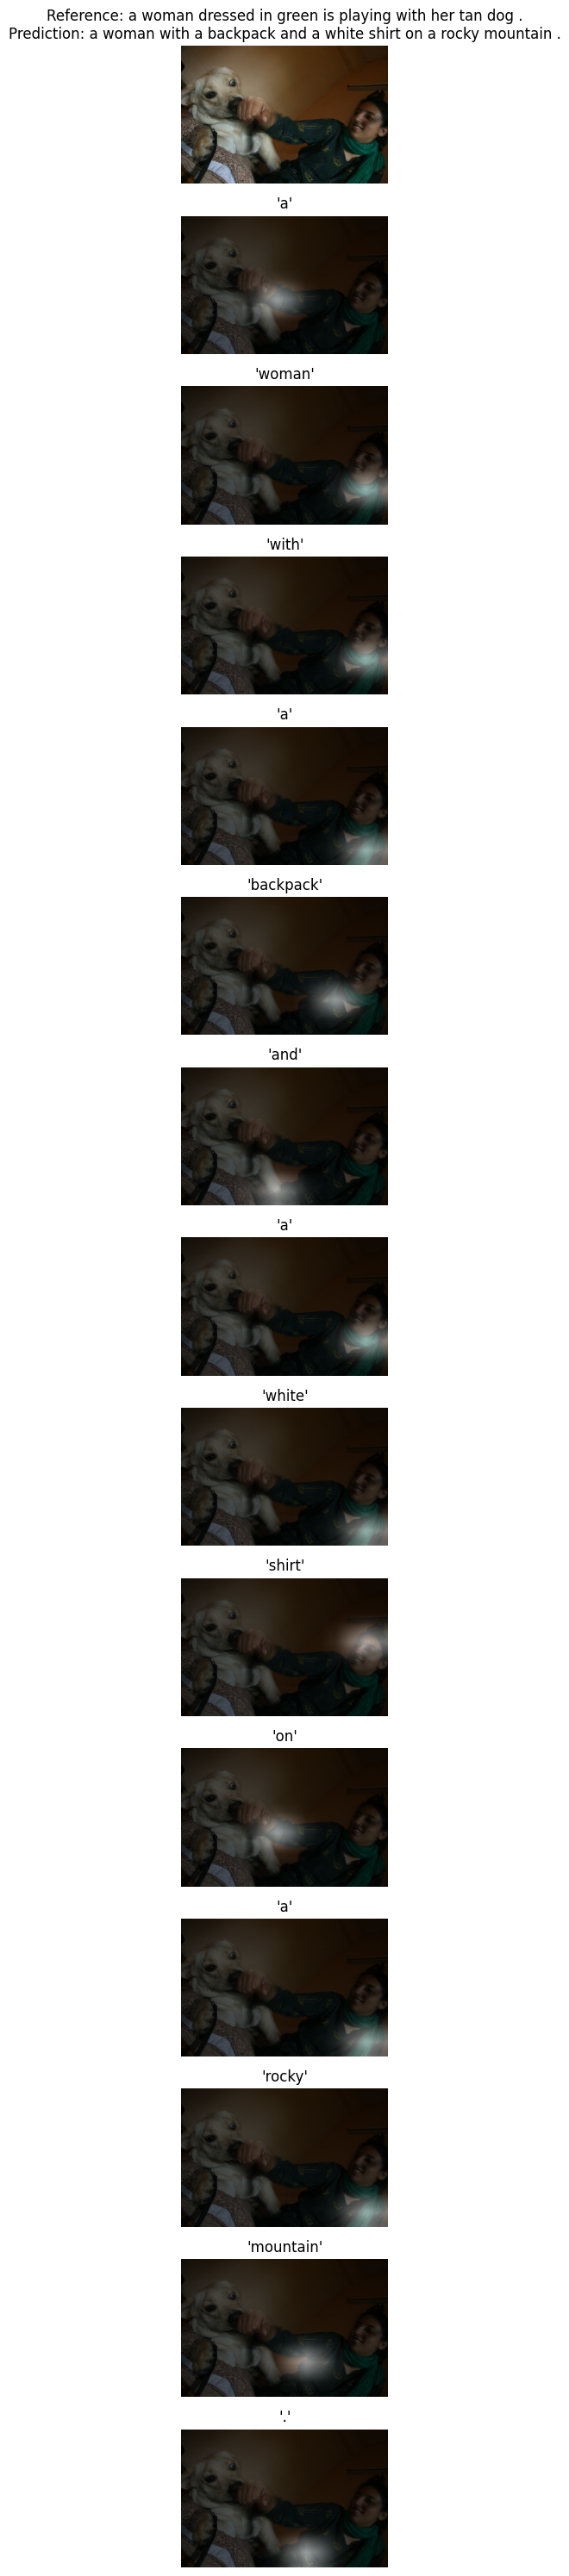 Reference: a woman dressed in green is playing with her tan dog .
Prediction: a woman with a backpack and a white shirt on a rocky mountain .
'a'
'woman'
'with'
'a'
'backpack'
'and'
'a'
'white'
'shirt'
'on'
'a'
'rocky'
'mountain'
'.'